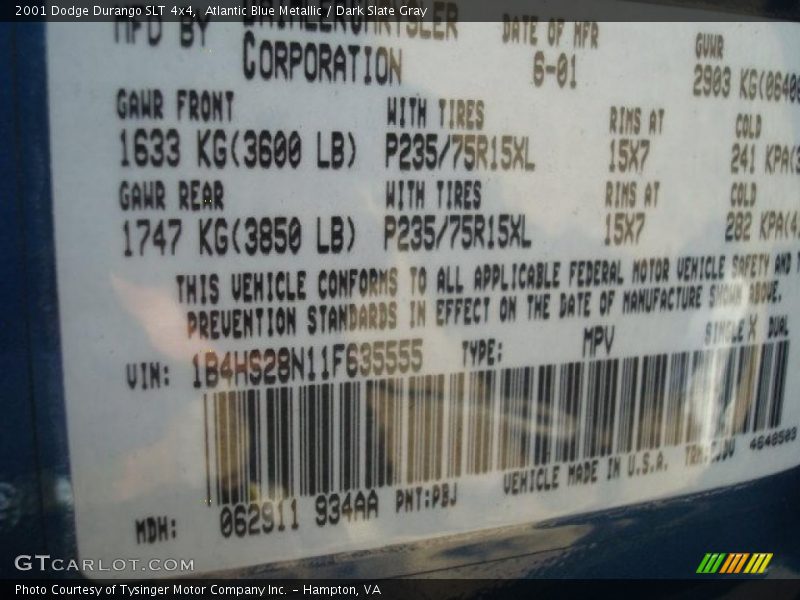 2001 Dodge Durango SLT 4x4, Atlantic Blue Metallic / Dark Slate Gray
MFD BY DAIMLERCHRYSLER DATE OF MFR GVWR
CORPORATION 6-01 2903 KG(0640
GAWR FRONT WITH TIRES RIMS AT COLD
1633 KG(3600 LB) P235/75R15XL 15X7 241 KPA(3
GAWR REAR WITH TIRES RIMS AT COLD
1747 KG(3850 LB) P235/75R15XL 15X7 282 KPA(4
THIS VEHICLE CONFORMS TO ALL APPLICABLE FEDERAL MOTOR VEHICLE SAFETY AND T
PREVENTION STANDARDS IN EFFECT ON THE DATE OF MANUFACTURE SHOWN ABOVE.
VIN: 1B4HS28N11F635555 TYPE: MPV SINGLE X DUAL
VEHICLE MADE IN U.S.A. 4648503
MDH: 062911 934AA PNT:PBJ
GTCARLOT.COM
Photo Courtesy of Tysinger Motor Company Inc. – Hampton, VA